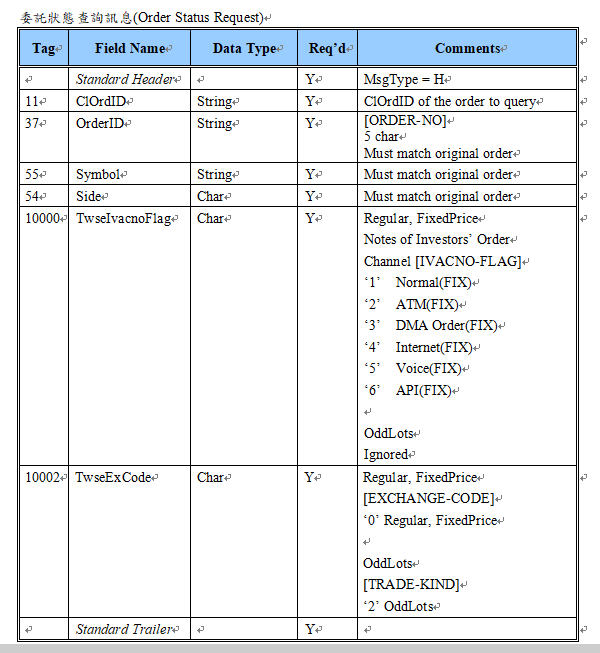 委託狀態查詢訊息(Order Status Request)
Tag Field Name Data Type Req’d Comments
Standard Header Y MsgType = H
11 ClOrdID String Y ClOrdID of the order to query
37 OrderID String Y [ORDER-NO]
5 char
Must match original order
55 Symbol String Y Must match original order
54 Side Char Y Must match original order
10000 TwseIvacnoFlag Char Y Regular, FixedPrice
Notes of Investors’ Order
Channel [IVACNO-FLAG]
‘1’ Normal(FIX)
‘2’ ATM(FIX)
‘3’ DMA Order(FIX)
‘4’ Internet(FIX)
‘5’ Voice(FIX)
‘6’ API(FIX)
OddLots
Ignored
10002 TwseExCode Char Y Regular, FixedPrice
[EXCHANGE-CODE]
‘0’ Regular, FixedPrice
OddLots
[TRADE-KIND]
‘2’ OddLots
Standard Trailer Y